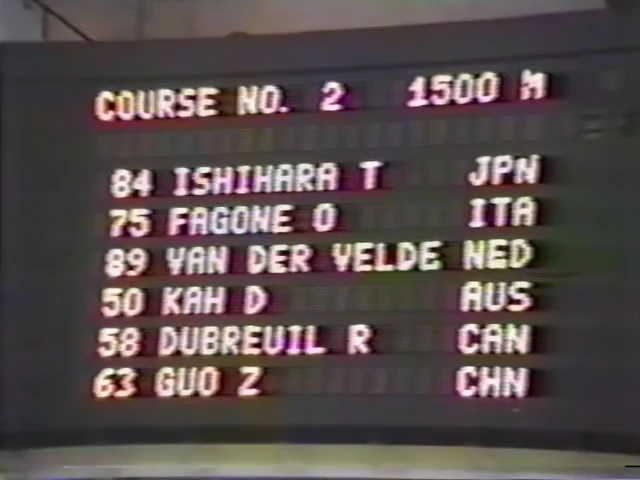 COURSE NO. 2 1500 M
84 ISHIHARA T JPN
75 FAGONE O ITA
89 VAN DER VELDE NED
50 KAH D AUS
58 DUBREUIL R CAN
63 GUO Z CHN